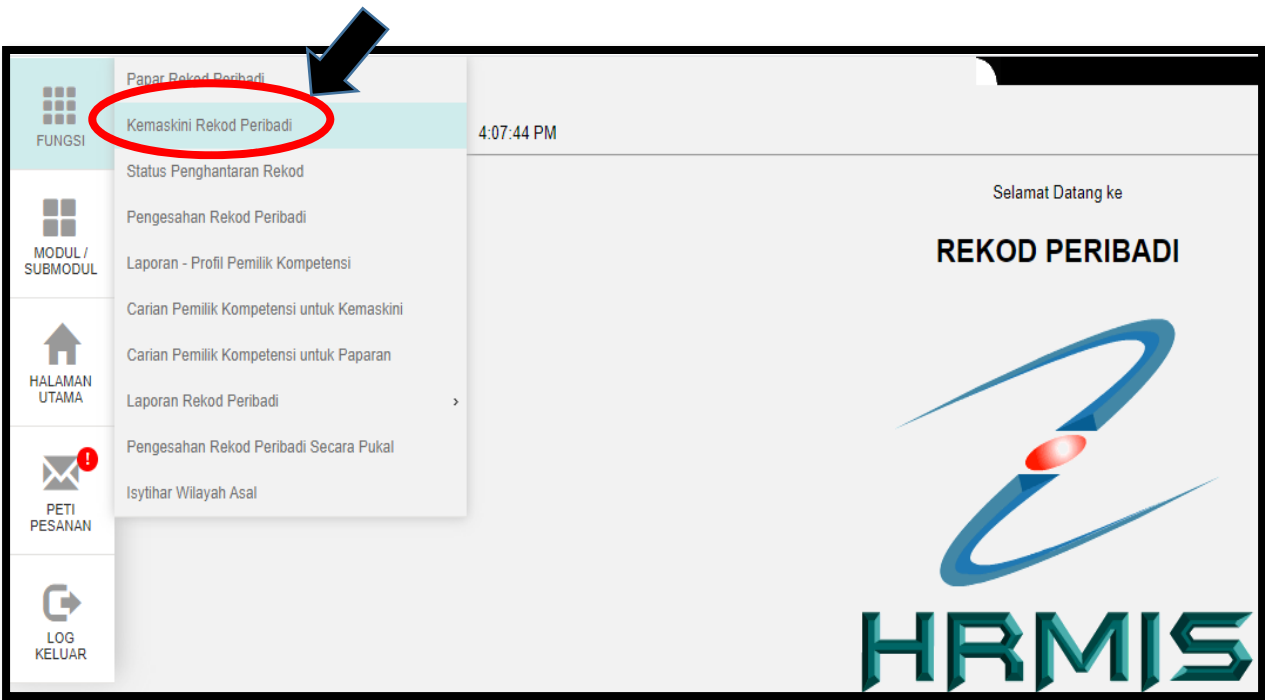 FUNGSI
MODUL /
SUBMODUL
HALAMAN
UTAMA
!
PETI
PESANAN
LOG
KELUAR
Papar Rekod Peribadi
Kemaskini Rekod Peribadi
Status Penghantaran Rekod
Pengesahan Rekod Peribadi
Laporan - Profil Pemilik Kompetensi
Carian Pemilik Kompetensi untuk Kemaskini
Carian Pemilik Kompetensi untuk Paparan
Laporan Rekod Peribadi ›
Pengesahan Rekod Peribadi Secara Pukal
Isytihar Wilayah Asal
4:07:44 PM
Selamat Datang ke
REKOD PERIBADI
HRMIS